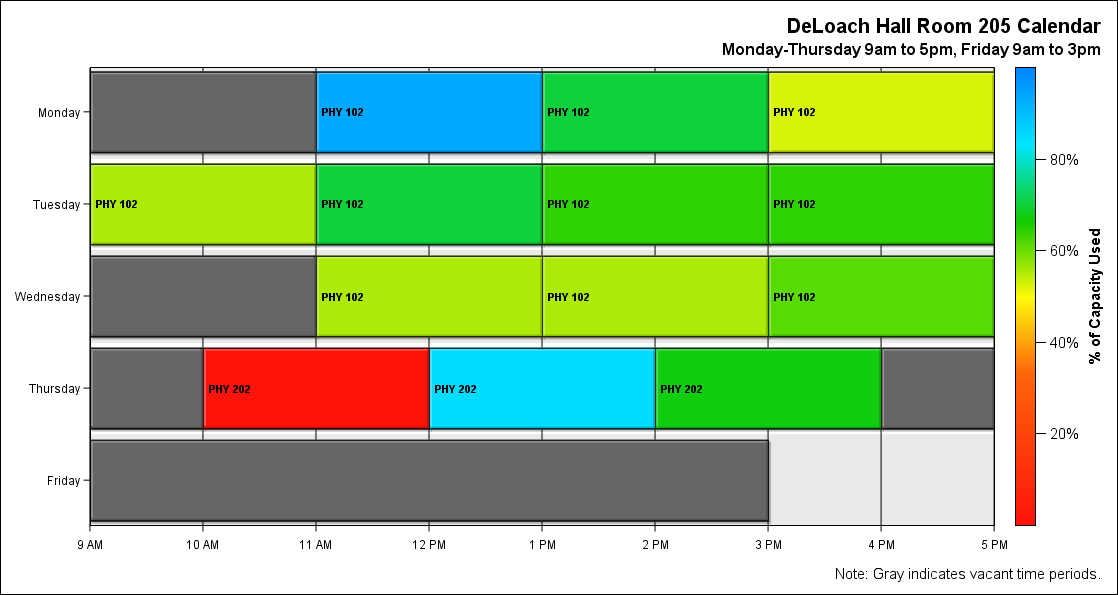 DeLoach Hall Room 205 Calendar
Monday-Thursday 9am to 5pm, Friday 9am to 3pm
Monday
PHY 102
PHY 102
PHY 102
Tuesday
PHY 102
PHY 102
PHY 102
PHY 102
Wednesday
PHY 102
PHY 102
PHY 102
Thursday
PHY 202
PHY 202
PHY 202
Friday
9 AM
10 AM
11 AM
12 PM
1 PM
2 PM
3 PM
4 PM
5 PM
80%
60%
40%
20%
% of Capacity Used
Note: Gray indicates vacant time periods.